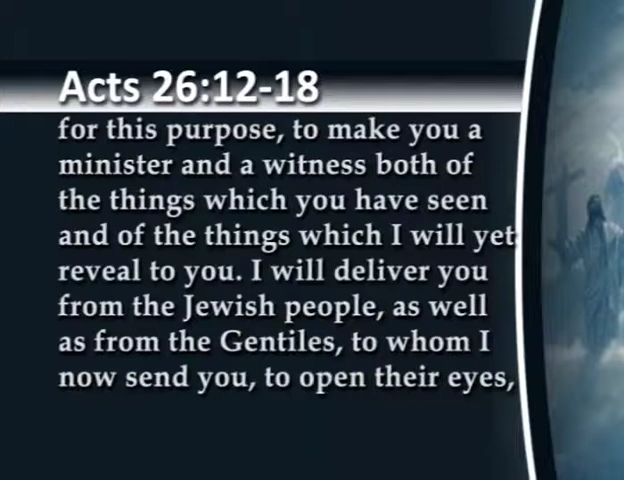 Acts 26:12-18
for this purpose, to make you a
minister and a witness both of
the things which you have seen
and of the things which I will yet
reveal to you. I will deliver you
from the Jewish people, as well
as from the Gentiles, to whom I
now send you, to open their eyes,